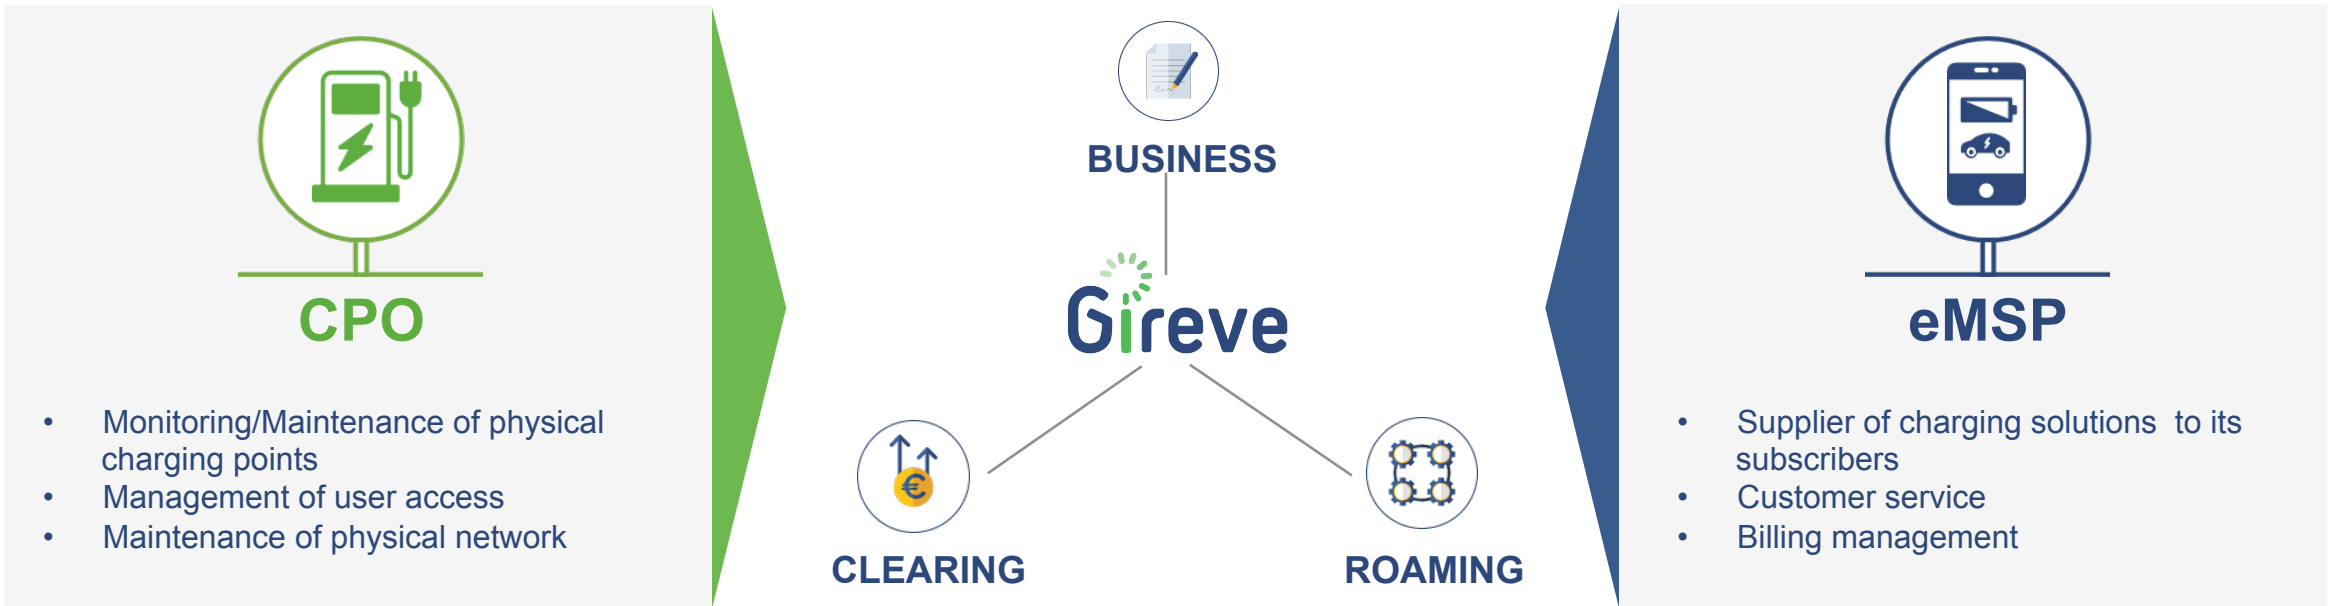 CPO
• Monitoring/Maintenance of physical
charging points
• Management of user access
• Maintenance of physical network
BUSINESS
Gireve
€
CLEARING
ROAMING
eMSP
• Supplier of charging solutions to its
subscribers
• Customer service
• Billing management